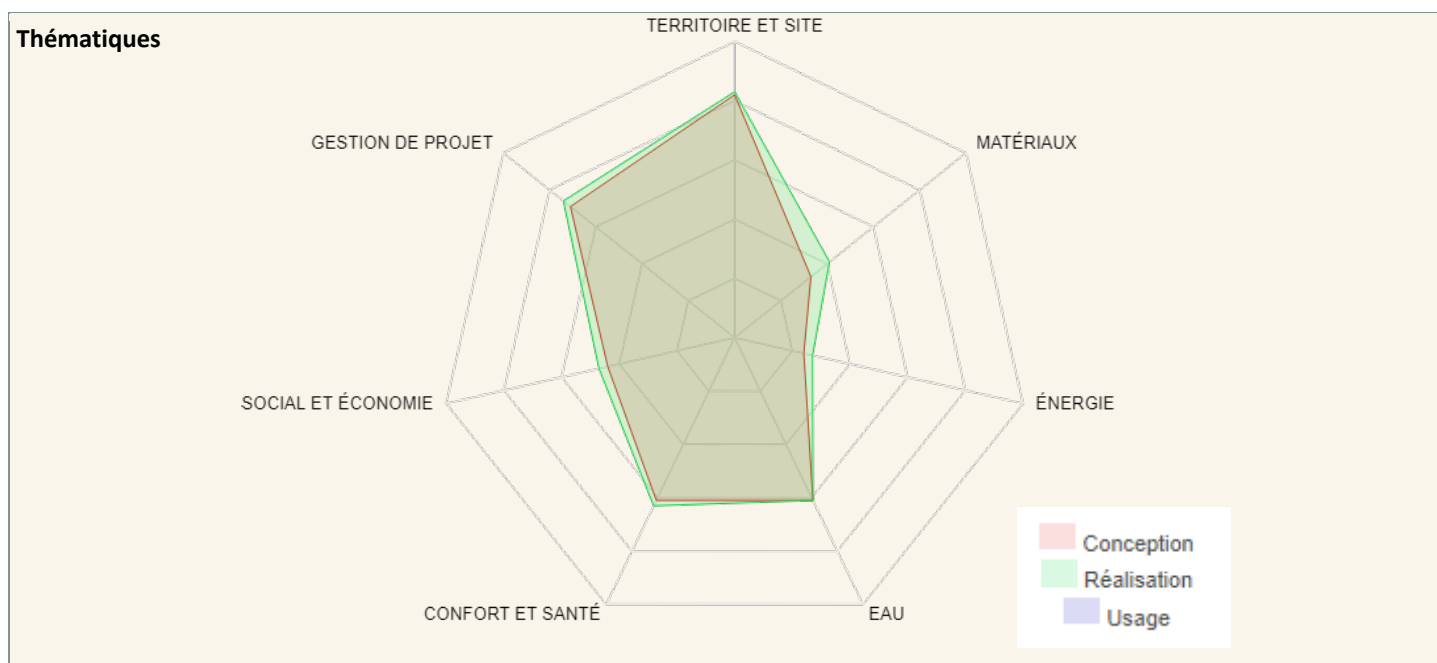 Thématiques
TERRITOIRE ET SITE
GESTION DE PROJET
MATÉRIAUX
SOCIAL ET ÉCONOMIE
ÉNERGIE
CONFORT ET SANTÉ
EAU
Conception
Réalisation
Usage